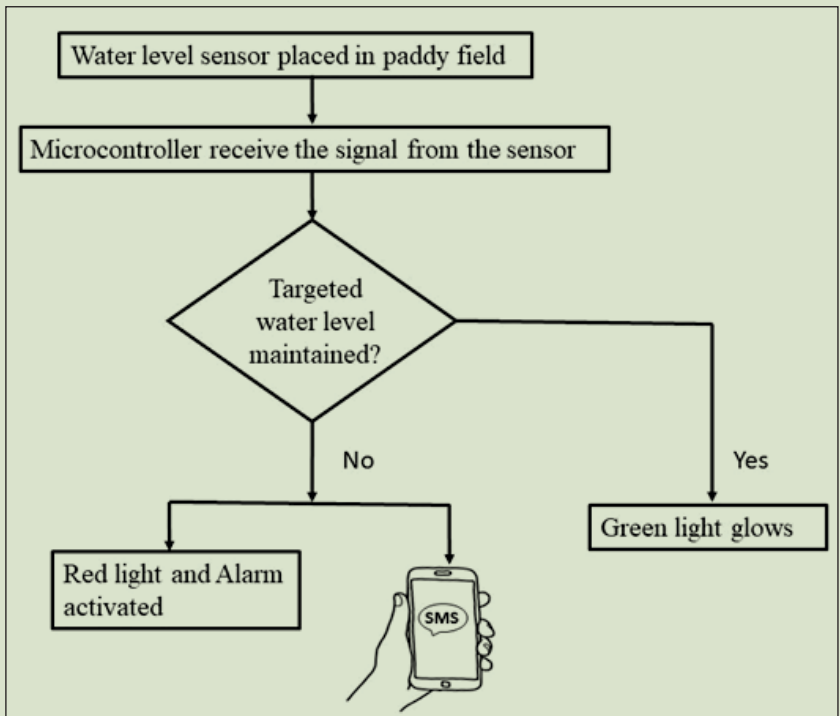 Water level sensor placed in paddy field
Microcontroller receive the signal from the sensor
Targeted
water level
maintained?
No
Yes
Green light glows
Red light and Alarm
activated
SMS